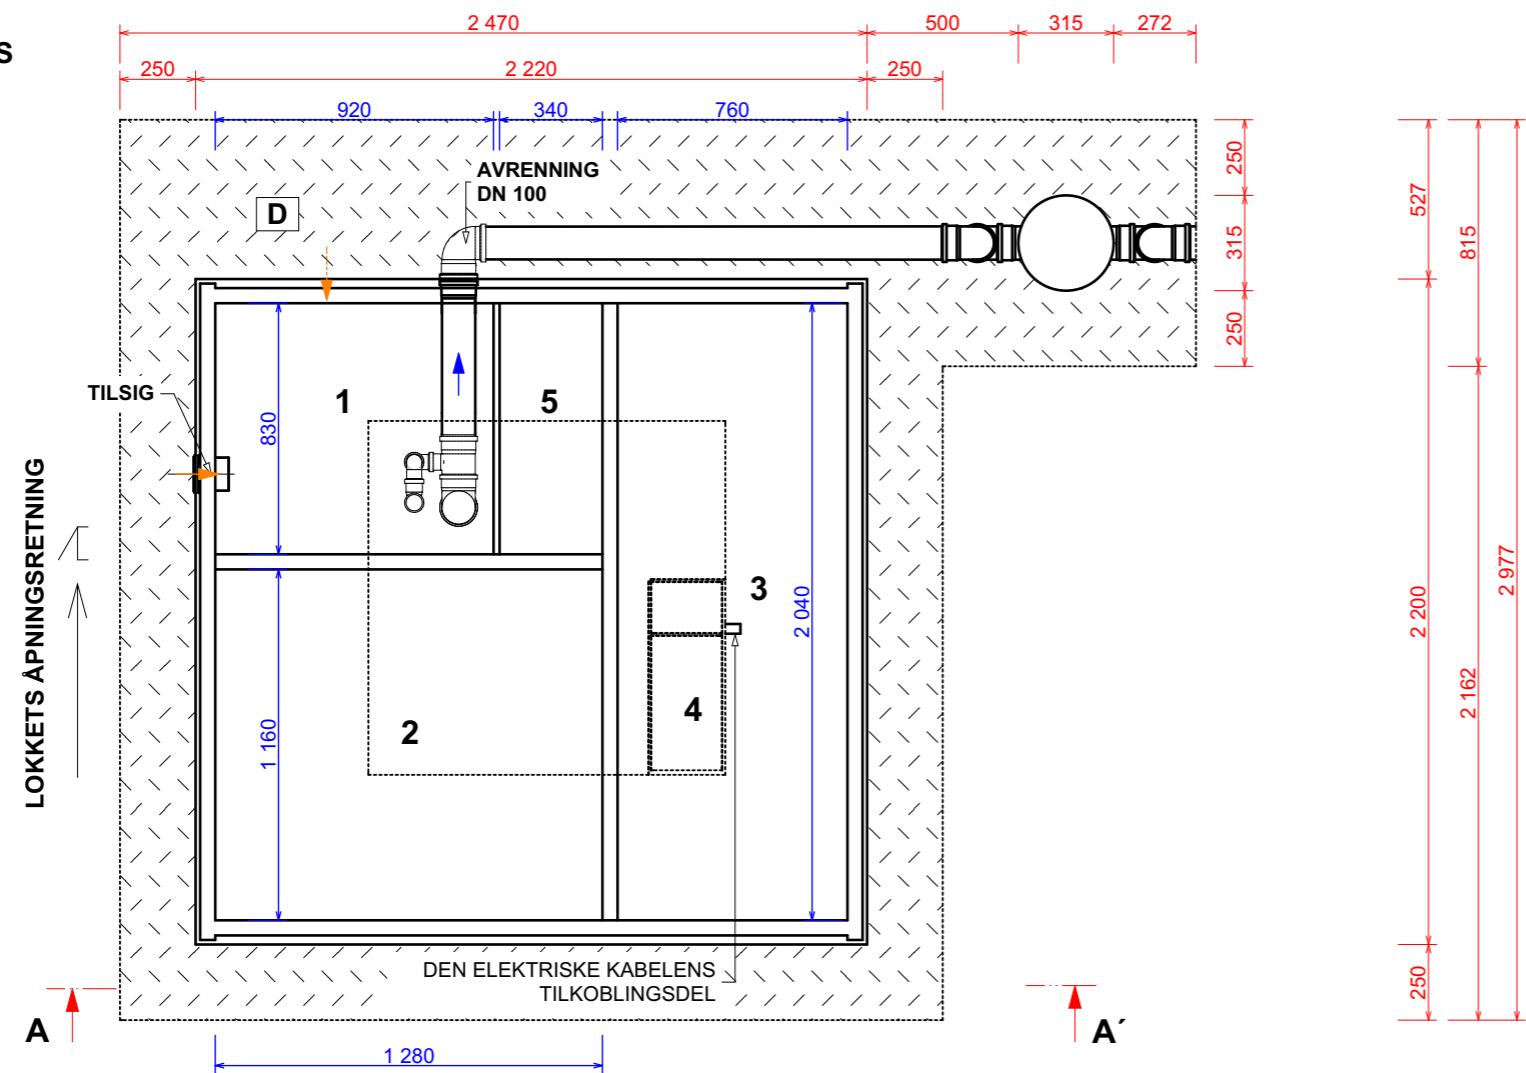 S
2 470
500
315
272
250
2 220
250
920
340
760
AVRENNING
DN 100
D
250
315
250
527
815
TILSIG
1
5
830
LOKKETS ÅPNINGSRETNING
3
2 040
2 200
2 977
2 162
4
2
1 160
DEN ELEKTRISKE KABELENS
TILKOBLINGSDEL
250
A
A´
1 280